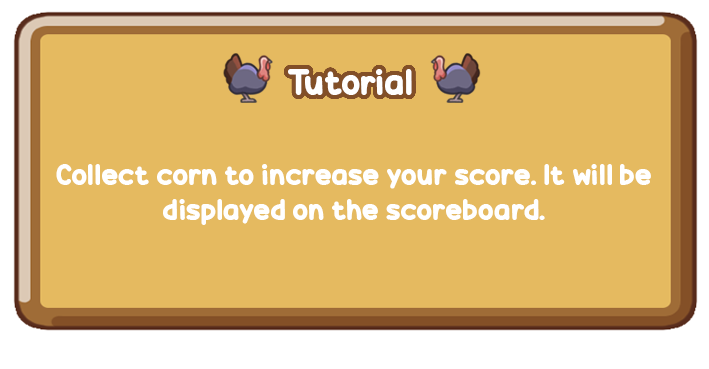 Tutorial
Collect corn to increase your score. It will be
displayed on the scoreboard.